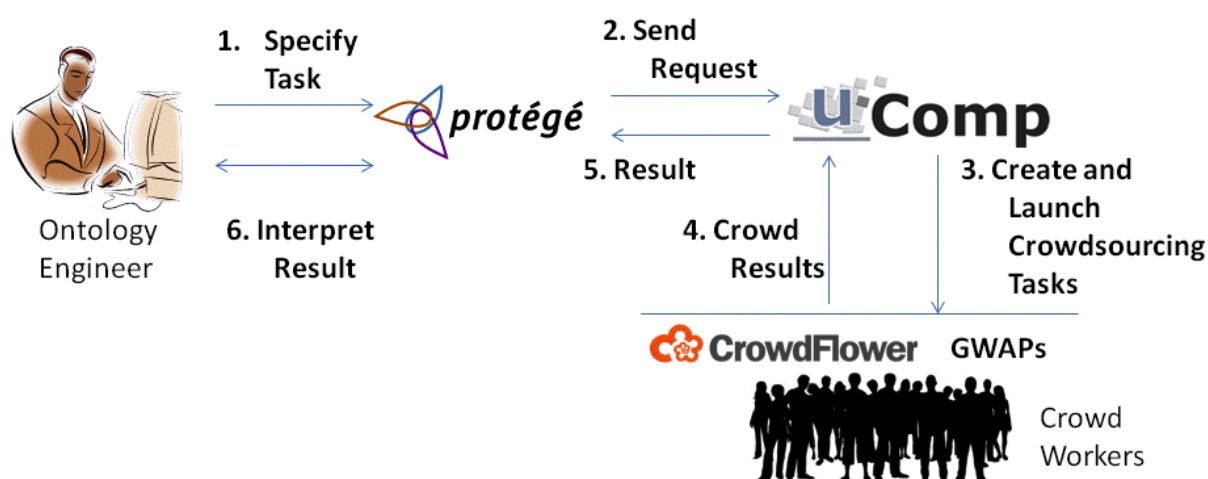 1. Specify
Task
protégé
2. Send
Request
uComp
5. Result
3. Create and
Launch
Crowdsourcing
Tasks
4. Crowd
Results
Ontology
Engineer
6. Interpret
Result
CrowdFlower GWAPs
Crowd
Workers